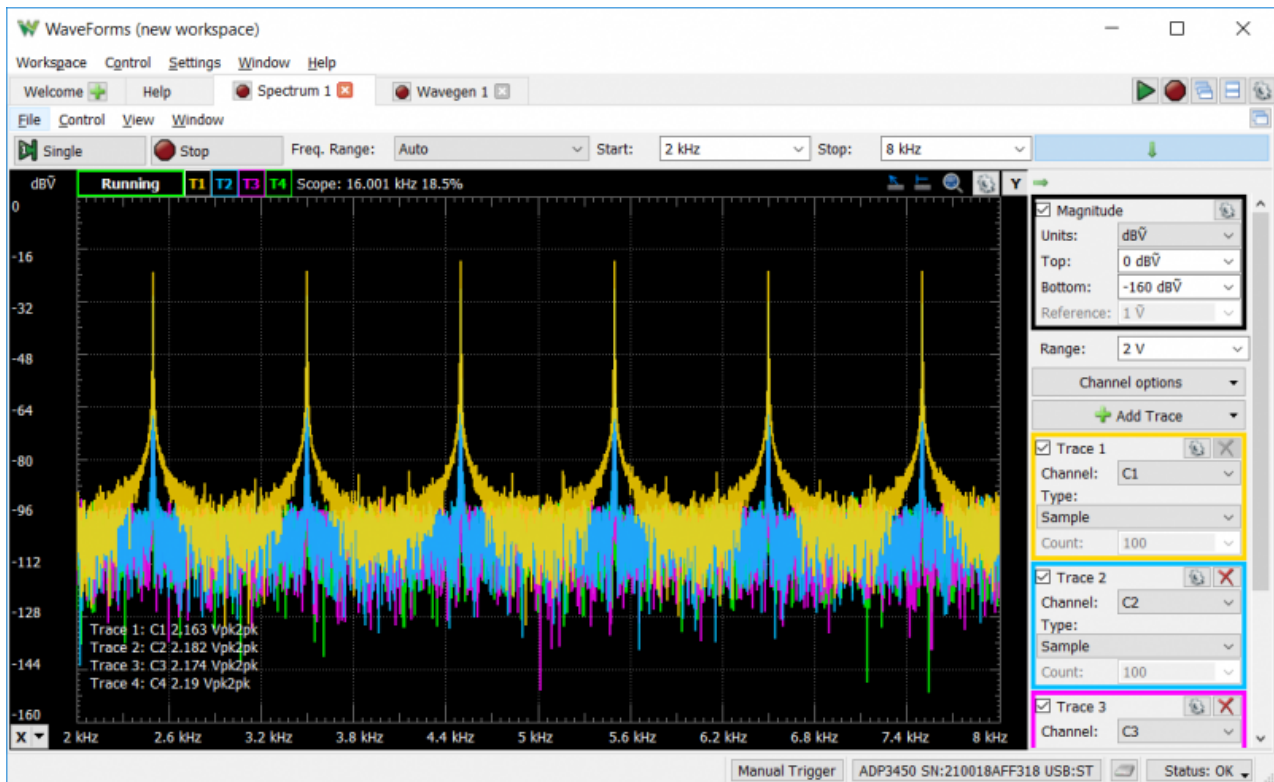 WaveForms (new workspace)
Workspace Control Settings Window Help
Welcome Help Spectrum 1 Wavegen 1
File Control View Window
Single Stop Freq. Range: Auto Start: 2 kHz Stop: 8 kHz
dBṼ Running T1 T2 T3 T4 Scope: 16.001 kHz 18.5% Y
0
-16
-32
-48
-64
-80
-96
-112
-128
-144
-160
Trace 1: C1 2.163 Vpk2pk
Trace 2: C2 2.182 Vpk2pk
Trace 3: C3 2.174 Vpk2pk
Trace 4: C4 2.19 Vpk2pk
X 2 kHz 2.6 kHz 3.2 kHz 3.8 kHz 4.4 kHz 5 kHz 5.6 kHz 6.2 kHz 6.8 kHz 7.4 kHz 8 kHz
Magnitude
Units: dBṼ
Top: 0 dBṼ
Bottom: -160 dBṼ
Reference: 1 Ṽ
Range: 2 V
Channel options
Add Trace
Trace 1
Channel: C1
Type:
Sample
Count: 100
Trace 2
Channel: C2
Type:
Sample
Count: 100
Trace 3
Channel: C3
Manual Trigger ADP3450 SN:210018AFF318 USB:ST Status: OK